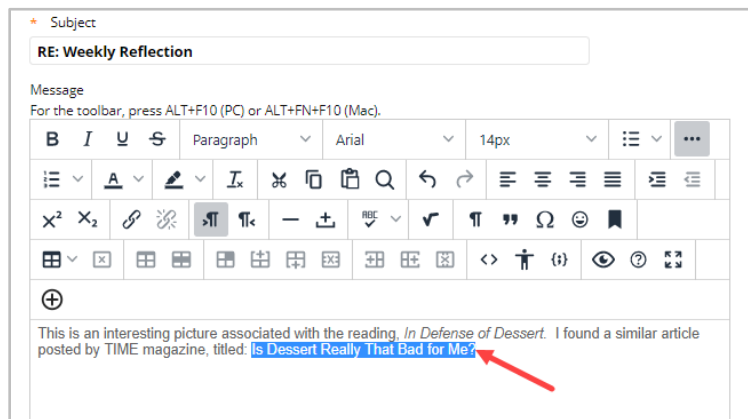 * Subject
RE: Weekly Reflection
Message
For the toolbar, press ALT+F10 (PC) or ALT+FN+F10 (Mac).
B I U S Paragraph Arial 14px
A Tx
X² X₂ ¶ ¶ ABC ¶ " Ω
<> {;} ?
This is an interesting picture associated with the reading, In Defense of Dessert. I found a similar article
posted by TIME magazine, titled: Is Dessert Really That Bad for Me?